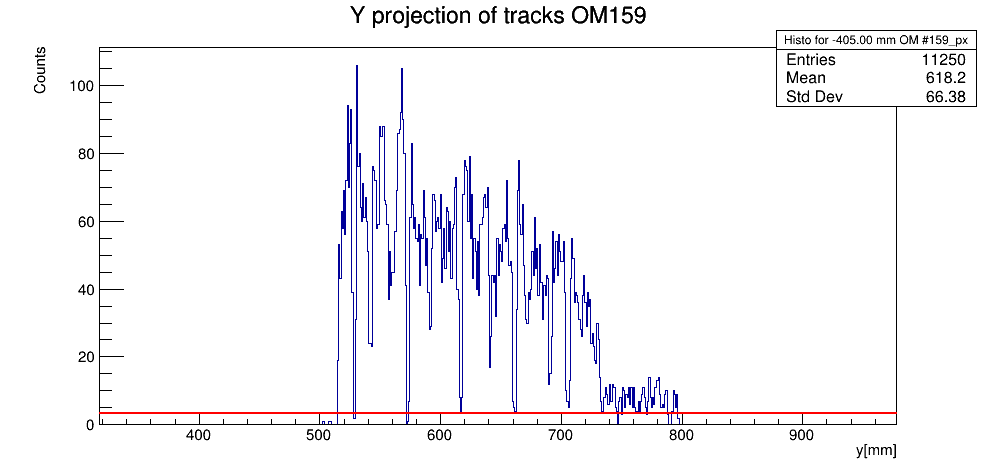 Y projection of tracks OM159
Histo for -405.00 mm OM #159_px
Entries 11250
Mean 618.2
Std Dev 66.38
Counts
100
80
60
40
20
0
400 500 600 700 800 900
y[mm]